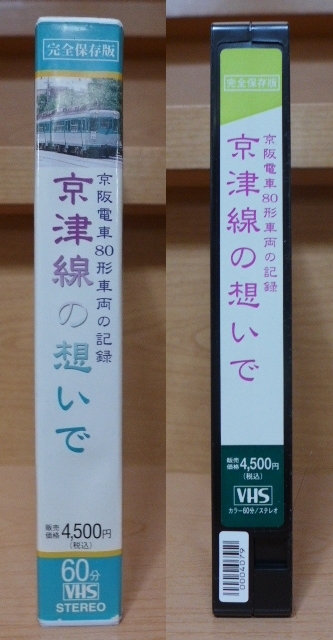 完全保存版
京阪電車80形車両の記録
京津線の想いで
販売価格4,500円
(税込)
60分
VHS
STEREO
完全保存版
京阪電車80形車両の記録
京津線の想いで
販売価格4,500円
(税込)
VHS
カラー60分/ステレオ
0004079